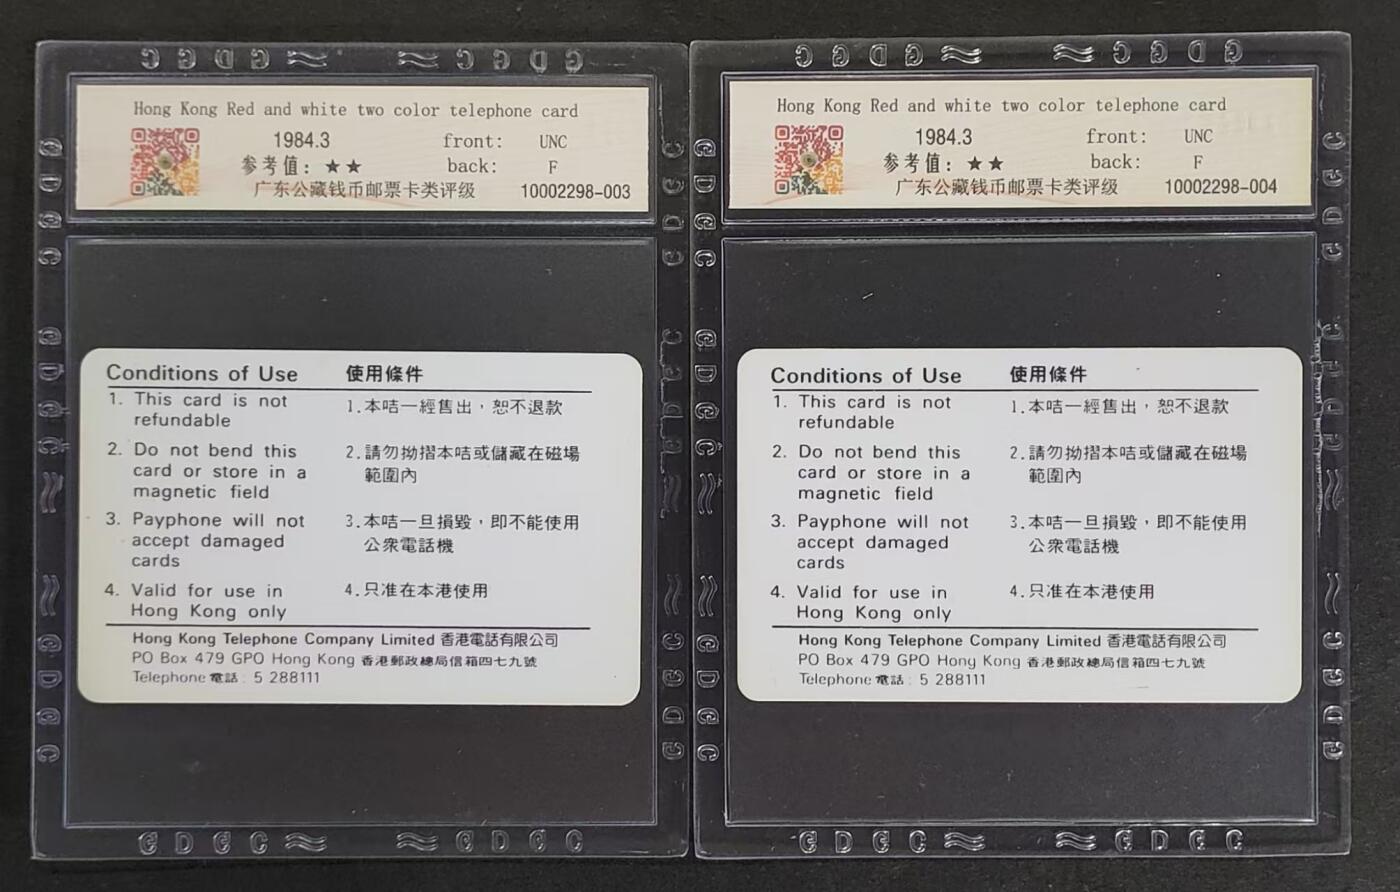 GDGC
GDGC
Hong Kong Red and white two color telephone card
1984.3
front: UNC
参考值：★★
back: F
广东公藏钱币邮票卡类评级
10002298-003
Conditions of Use 使用條件
1. This card is not
refundable
2. Do not bend this
card or store in a
magnetic field
3. Payphone will not
accept damaged
cards
4. Valid for use in
Hong Kong only
1.本咭一經售出，恕不退款
2.請勿拗摺本咭或儲藏在磁場
範圍內
3.本咭一旦損毀，即不能使用
公衆電話機
4.只准在本港使用
Hong Kong Telephone Company Limited 香港電話有限公司
PO Box 479 GPO Hong Kong 香港郵政總局信箱四七九號
Telephone 電話: 5 288111
GDGC
GDGC
GDGC
GDGC
Hong Kong Red and white two color telephone card
1984.3
front: UNC
参考值：★★
back: F
广东公藏钱币邮票卡类评级
10002298-004
Conditions of Use 使用條件
1. This card is not
refundable
2. Do not bend this
card or store in a
magnetic field
3. Payphone will not
accept damaged
cards
4. Valid for use in
Hong Kong only
1.本咭一經售出，恕不退款
2.請勿拗摺本咭或儲藏在磁場
範圍內
3.本咭一旦損毀，即不能使用
公衆電話機
4.只准在本港使用
Hong Kong Telephone Company Limited 香港電話有限公司
PO Box 479 GPO Hong Kong 香港郵政總局信箱四七九號
Telephone 電話: 5 288111
GDGC
GDGC